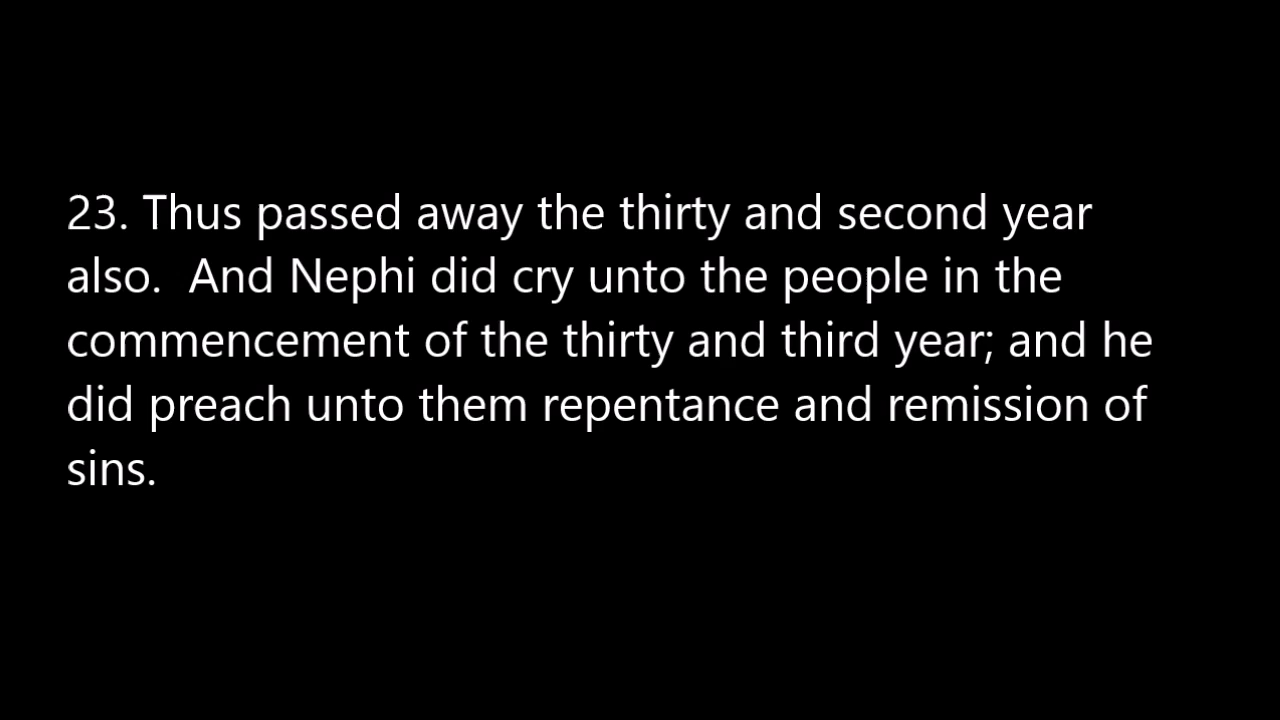 23. Thus passed away the thirty and second year
also.  And Nephi did cry unto the people in the
commencement of the thirty and third year; and he
did preach unto them repentance and remission of
sins.